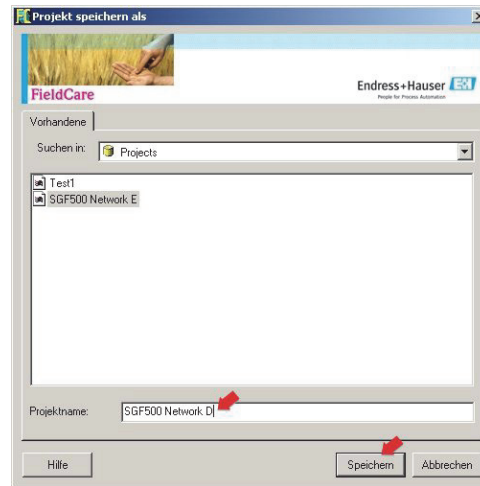 Projekt speichern als
FieldCare
Endress+Hauser EH
People for Process Automation
Vorhandene
Suchen in: Projects
Test1
SGF500 Network E
Projektname: SGF500 Network D
Hilfe Speichern Abbrechen